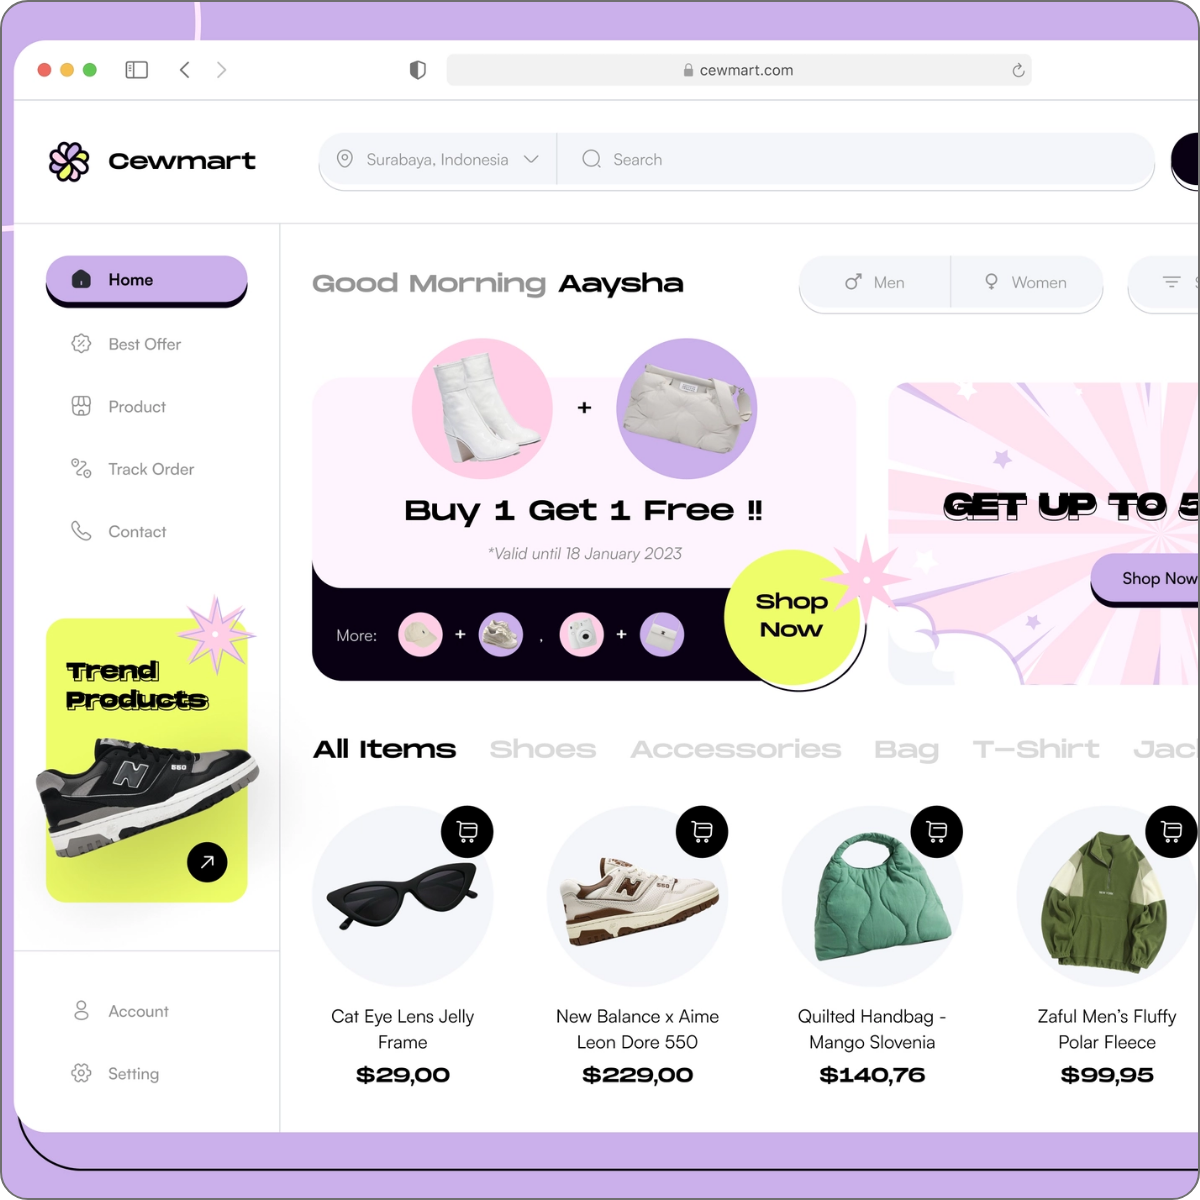 cewmart.com
Cewmart
Surabaya, Indonesia
Search
Home
Best Offer
Product
Track Order
Contact
Trend
Products
550
Account
Setting
Good Morning Aaysha
Men
Women
Buy 1 Get 1 Free !!
*Valid until 18 January 2023
More:
+
+
,
+
Shop
Now
GET UP TO 5
Shop Now
All Items
Shoes
Accessories
Bag
T-Shirt
Jac
N
550
Cat Eye Lens Jelly
Frame
$29,00
New Balance x Aime
Leon Dore 550
$229,00
Quilted Handbag -
Mango Slovenia
$140,76
Zaful Men’s Fluffy
Polar Fleece
$99,95